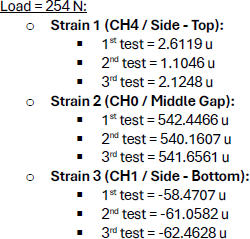 Load = 254 N:
o Strain 1 (CH4 / Side - Top):
▪ 1st test = 2.6119 u
▪ 2nd test = 1.1046 u
▪ 3rd test = 2.1248 u
o Strain 2 (CH0 / Middle Gap):
▪ 1st test = 542.4466 u
▪ 2nd test = 540.1607 u
▪ 3rd test = 541.6561 u
o Strain 3 (CH1 / Side - Bottom):
▪ 1st test = -58.4707 u
▪ 2nd test = -61.0582 u
▪ 3rd test = -62.4628 u